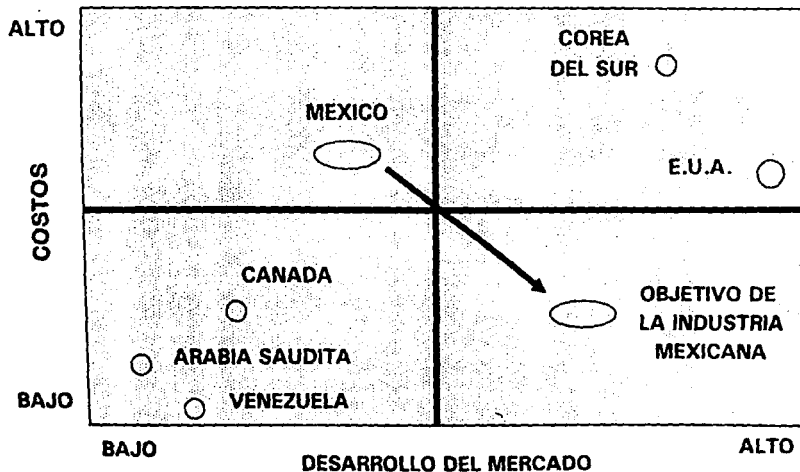 ALTO
COREA
DEL SUR
MEXICO
E.U.A.
COSTOS
CANADA
OBJETIVO DE
LA INDUSTRIA
MEXICANA
ARABIA SAUDITA
VENEZUELA
BAJO
BAJO
DESARROLLO DEL MERCADO
ALTO